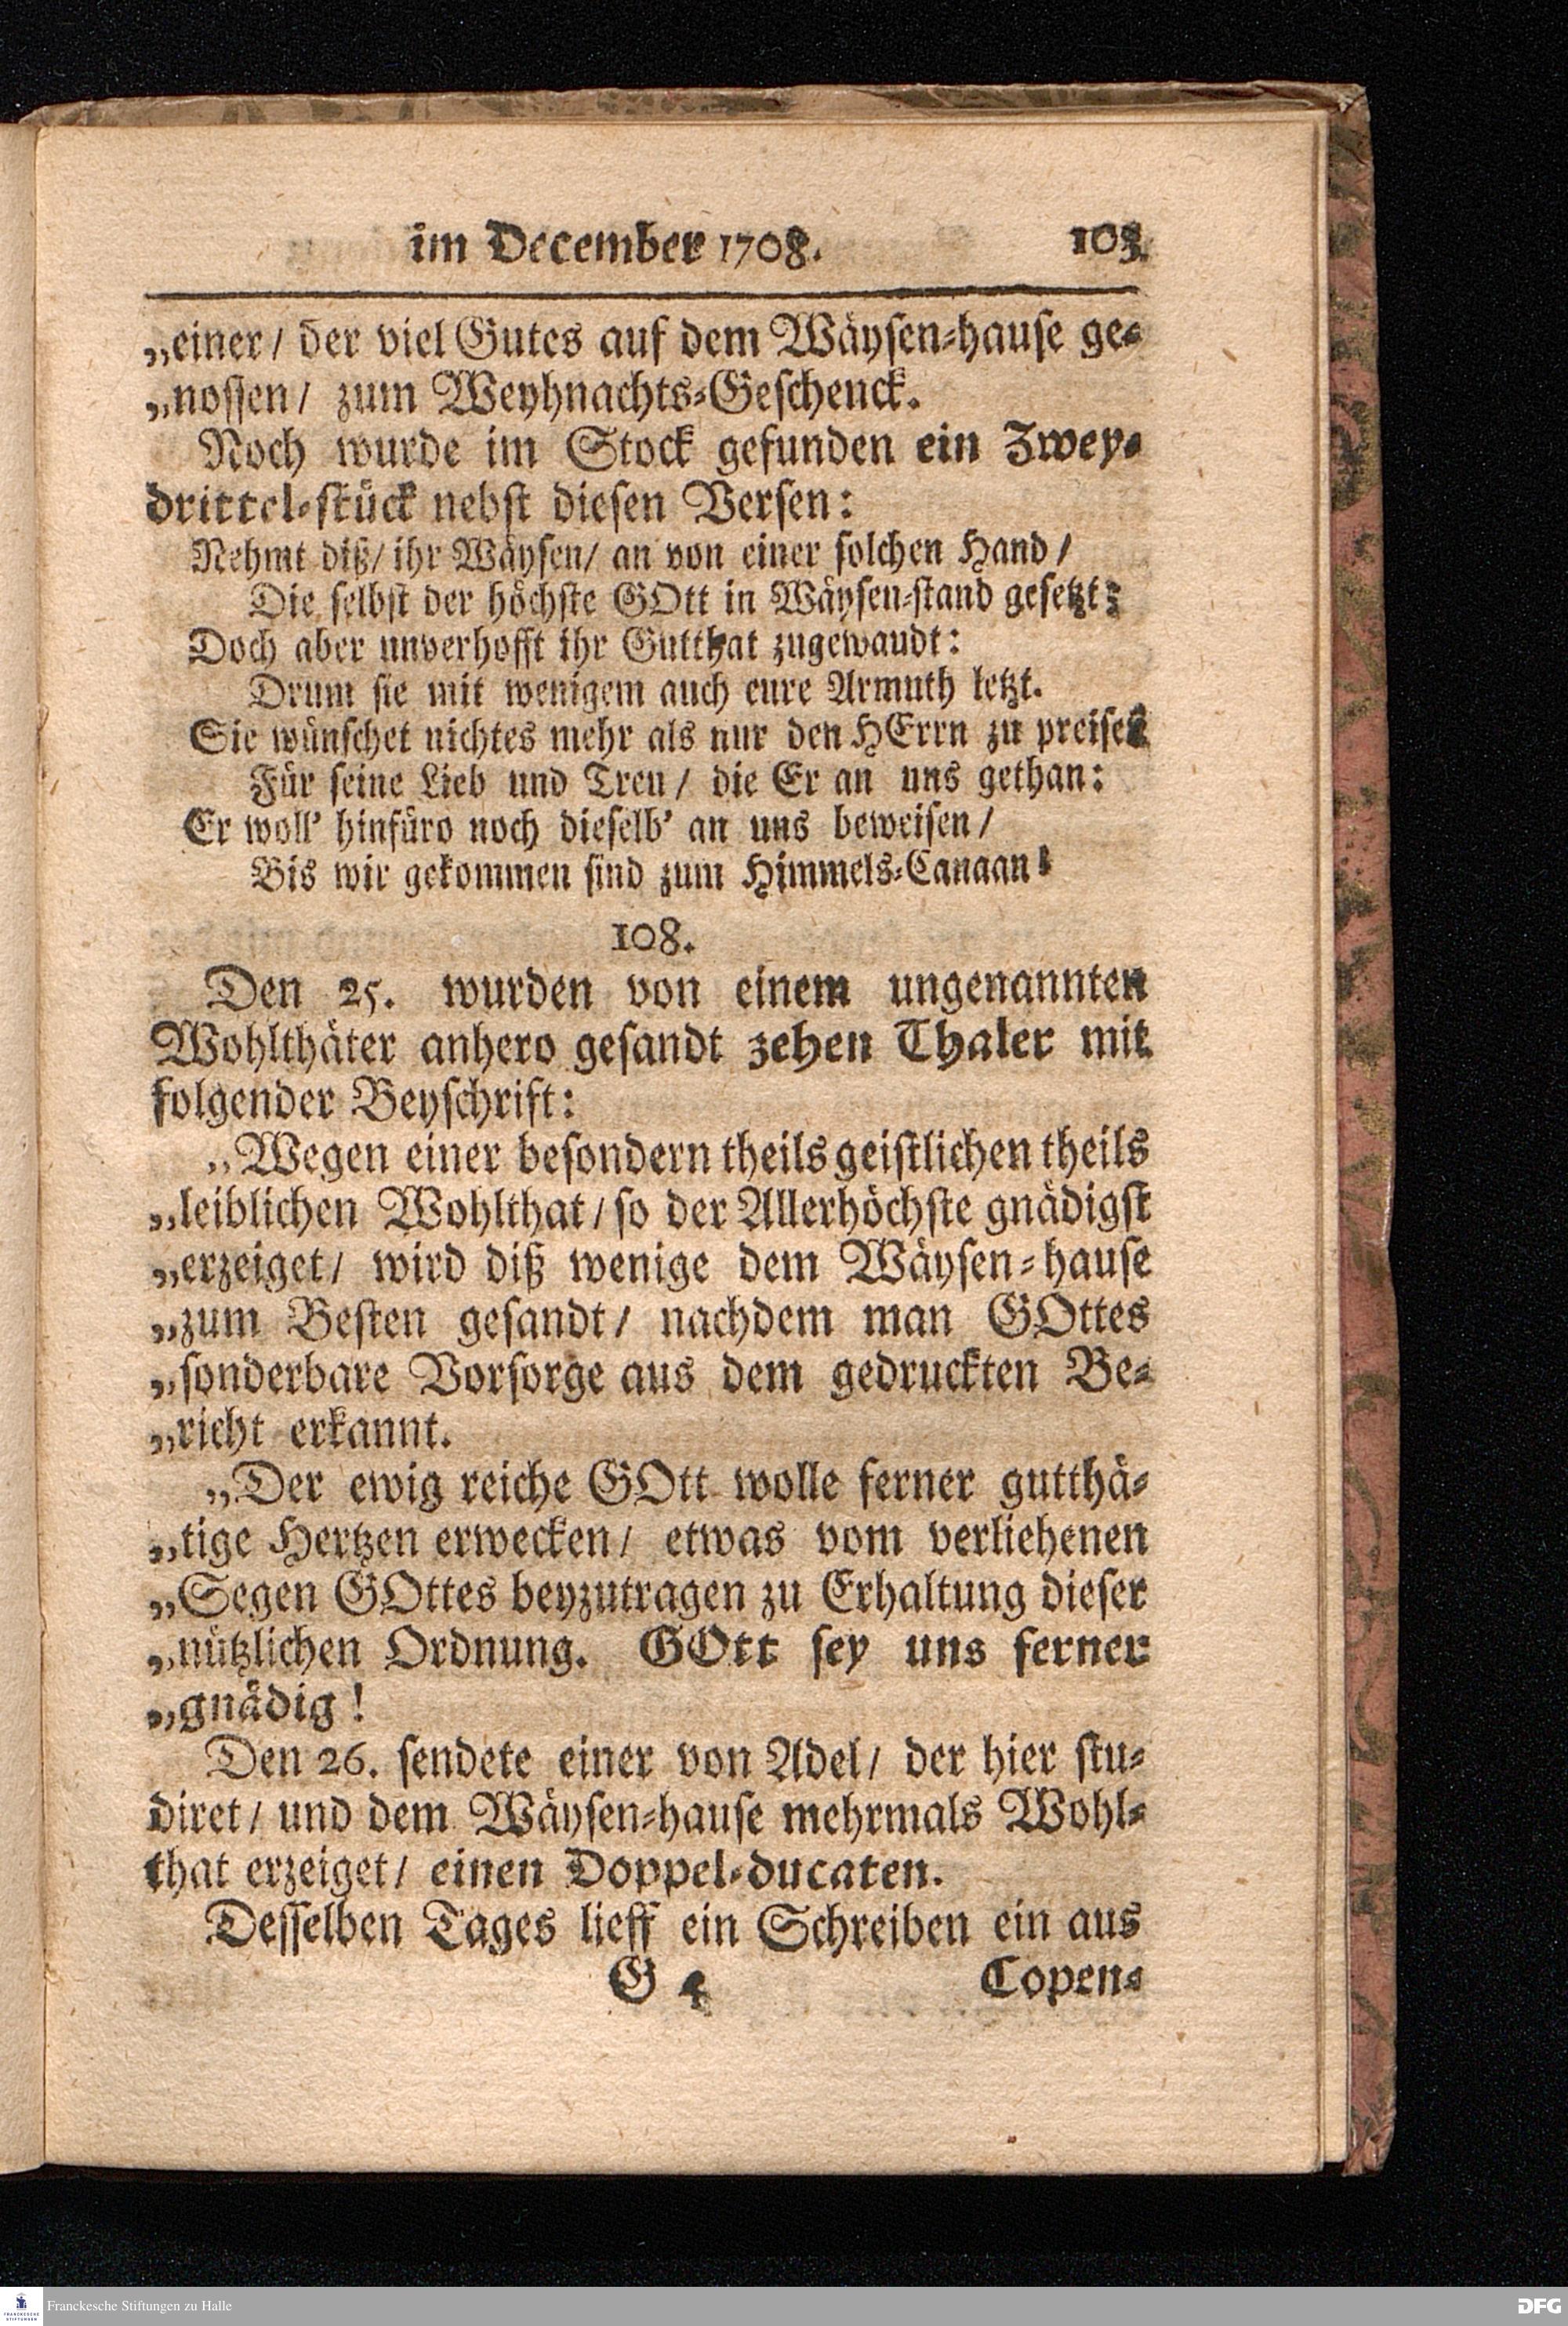 im December 1708. 103.
„einer/ der viel Gutes auf dem Wäysen-hause ge-
„nossen/ zum Weyhnachts-Geschenck.
Noch wurde im Stock gefunden ein Zwey-
drittel-stück nebst diesen Versen:
Nehmt diß/ ihr Wäysen/ an von einer solchen Hand/
Die selbst der höchste GOtt in Wäysen-stand gesetzt:
Doch aber unverhofft ihr Gutthat zugewandt:
Drum sie mit wenigem auch eure Armuth letzt.
Sie wünschet nichtes mehr als nur den HErrn zu preisen
Für seine Lieb und Treu/ die Er an uns gethan:
Er woll' hinfüro noch dieselb' an uns beweisen/
Bis wir gekommen sind zum Himmels-Canaan!
108.
Den 25. wurden von einem ungenannten
Wohlthäter anhero gesandt zehen Thaler mit
folgender Beyschrift:
„Wegen einer besondern theils geistlichen theils
„leiblichen Wohlthat/ so der Allerhöchste gnädigst
„erzeiget/ wird diß wenige dem Wäysen-hause
„zum Besten gesandt/ nachdem man GOttes
„sonderbare Vorsorge aus dem gedruckten Be-
„richt erkannt.
„Der ewig reiche GOtt wolle ferner gutthä-
„tige Hertzen erwecken/ etwas vom verliehenen
„Segen GOttes beyzutragen zu Erhaltung dieser
„nützlichen Ordnung. GOtt sey uns ferner
„gnädig!
Den 26. sendete einer von Adel/ der hier stu-
diret/ und dem Wäysen-hause mehrmals Wohl-
that erzeiget/ einen Doppel-ducaten.
Desselben Tages lieff ein Schreiben ein aus
G 4 Copen-
Franckesche Stiftungen zu Halle
DFG
FRANCKESCHE
STIFTUNGEN